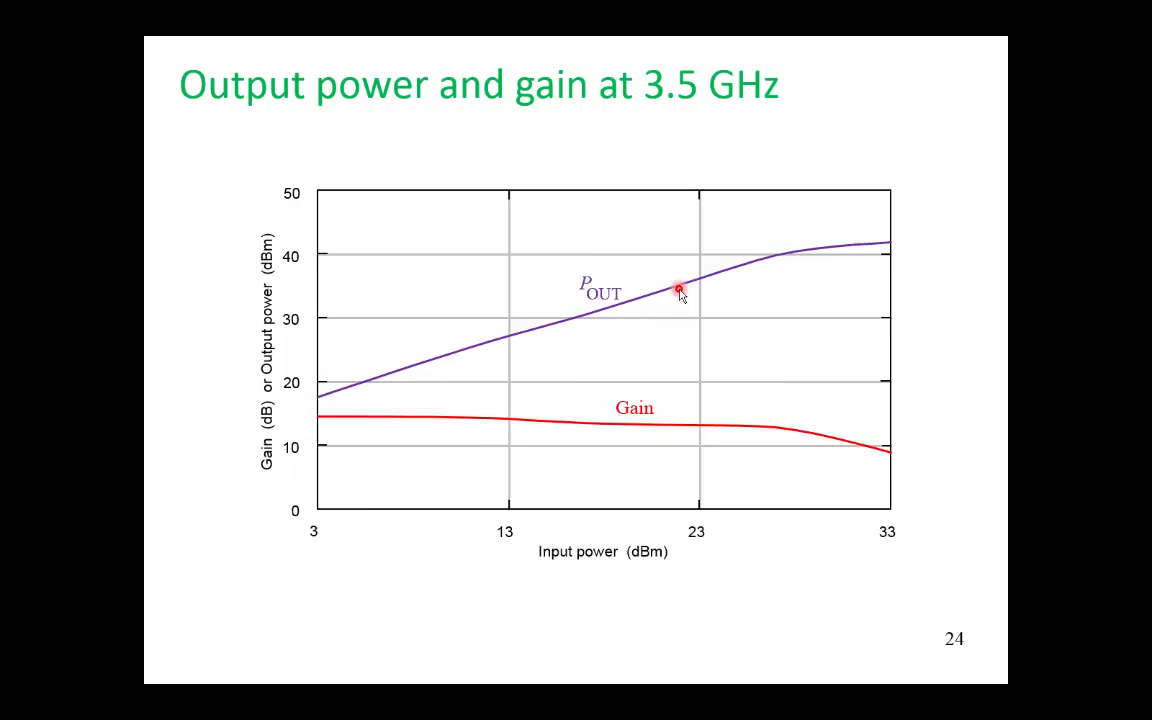 Output power and gain at 3.5 GHz
50
40
30
20
10
0
Gain (dB) or Output power (dBm)
P OUT
Gain
3 13 23 33
Input power (dBm)
24